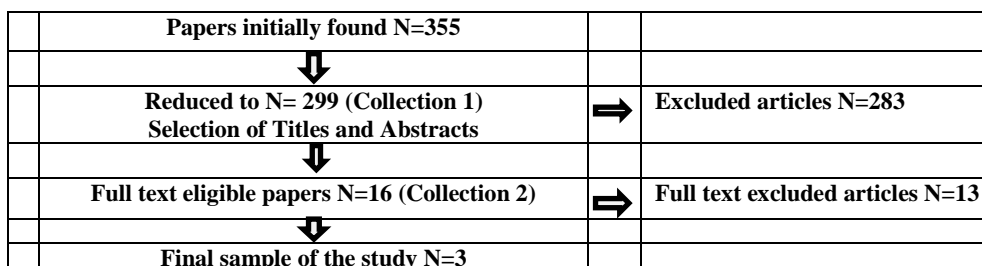 Papers initially found N=355
Reduced to N= 299 (Collection 1)
Selection of Titles and Abstracts
Excluded articles N=283
Full text eligible papers N=16 (Collection 2)
Full text excluded articles N=13
Final sample of the study N=3